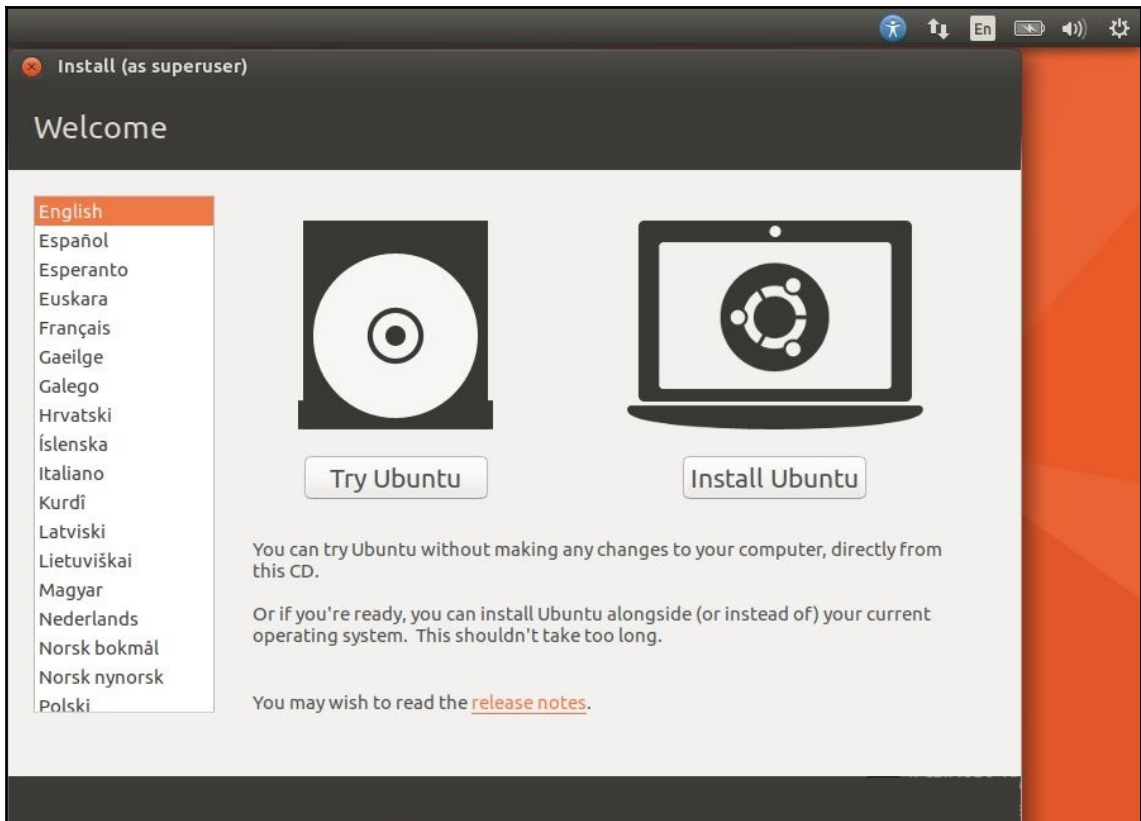 En
Install (as superuser)
Welcome
English
Español
Esperanto
Euskara
Français
Gaeilge
Galego
Hrvatski
Íslenska
Italiano
Kurdî
Latviski
Lietuviškai
Magyar
Nederlands
Norsk bokmål
Norsk nynorsk
Polski
Try Ubuntu
Install Ubuntu
You can try Ubuntu without making any changes to your computer, directly from
this CD.
Or if you're ready, you can install Ubuntu alongside (or instead of) your current
operating system. This shouldn't take too long.
You may wish to read the release notes.